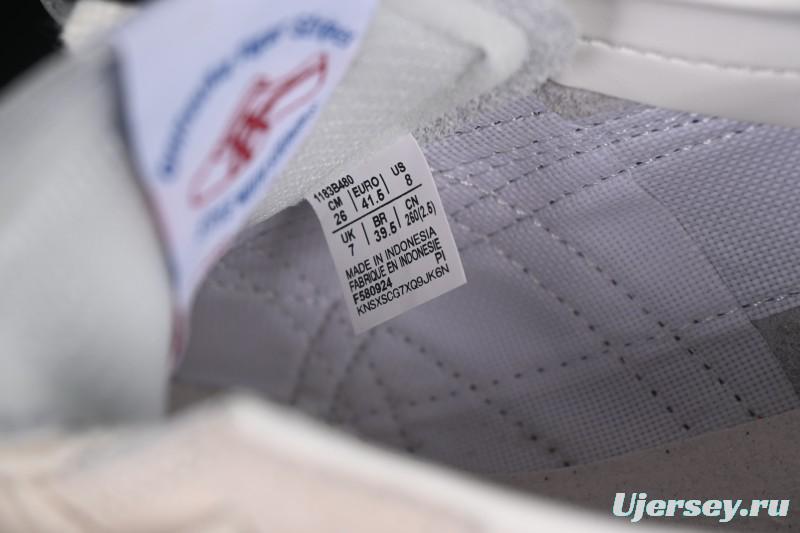 1183B480
CM EURO US
26 41.5 8
UK BR CN
7 39.5 260(2.5)
MADE IN INDONESIA
FABRIQUE EN INDONESIE
F580924 PI
KNSXSCG7XQ9JK6N
Ujersey.ru